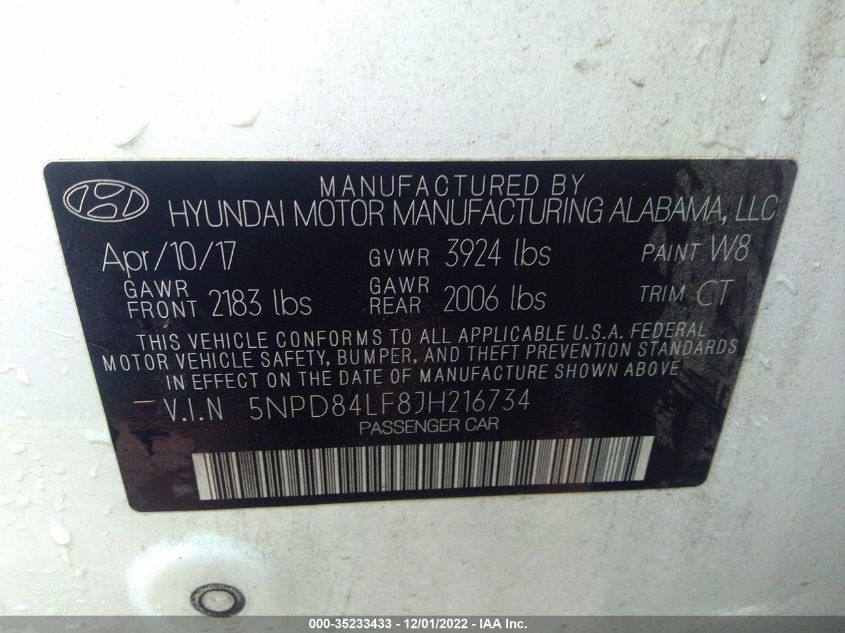 MANUFACTURED BY
HYUNDAI MOTOR MANUFACTURING ALABAMA, LLC
Apr/10/17 GVWR 3924 lbs PAINT W8
GAWR FRONT 2183 lbs GAWR REAR 2006 lbs TRIM CT
THIS VEHICLE CONFORMS TO ALL APPLICABLE U.S.A. FEDERAL
MOTOR VEHICLE SAFETY, BUMPER, AND THEFT PREVENTION STANDARDS
IN EFFECT ON THE DATE OF MANUFACTURE SHOWN ABOVE
V.I.N 5NPD84LF8JH216734
PASSENGER CAR
000-35233433 - 12/01/2022 - IAA Inc.